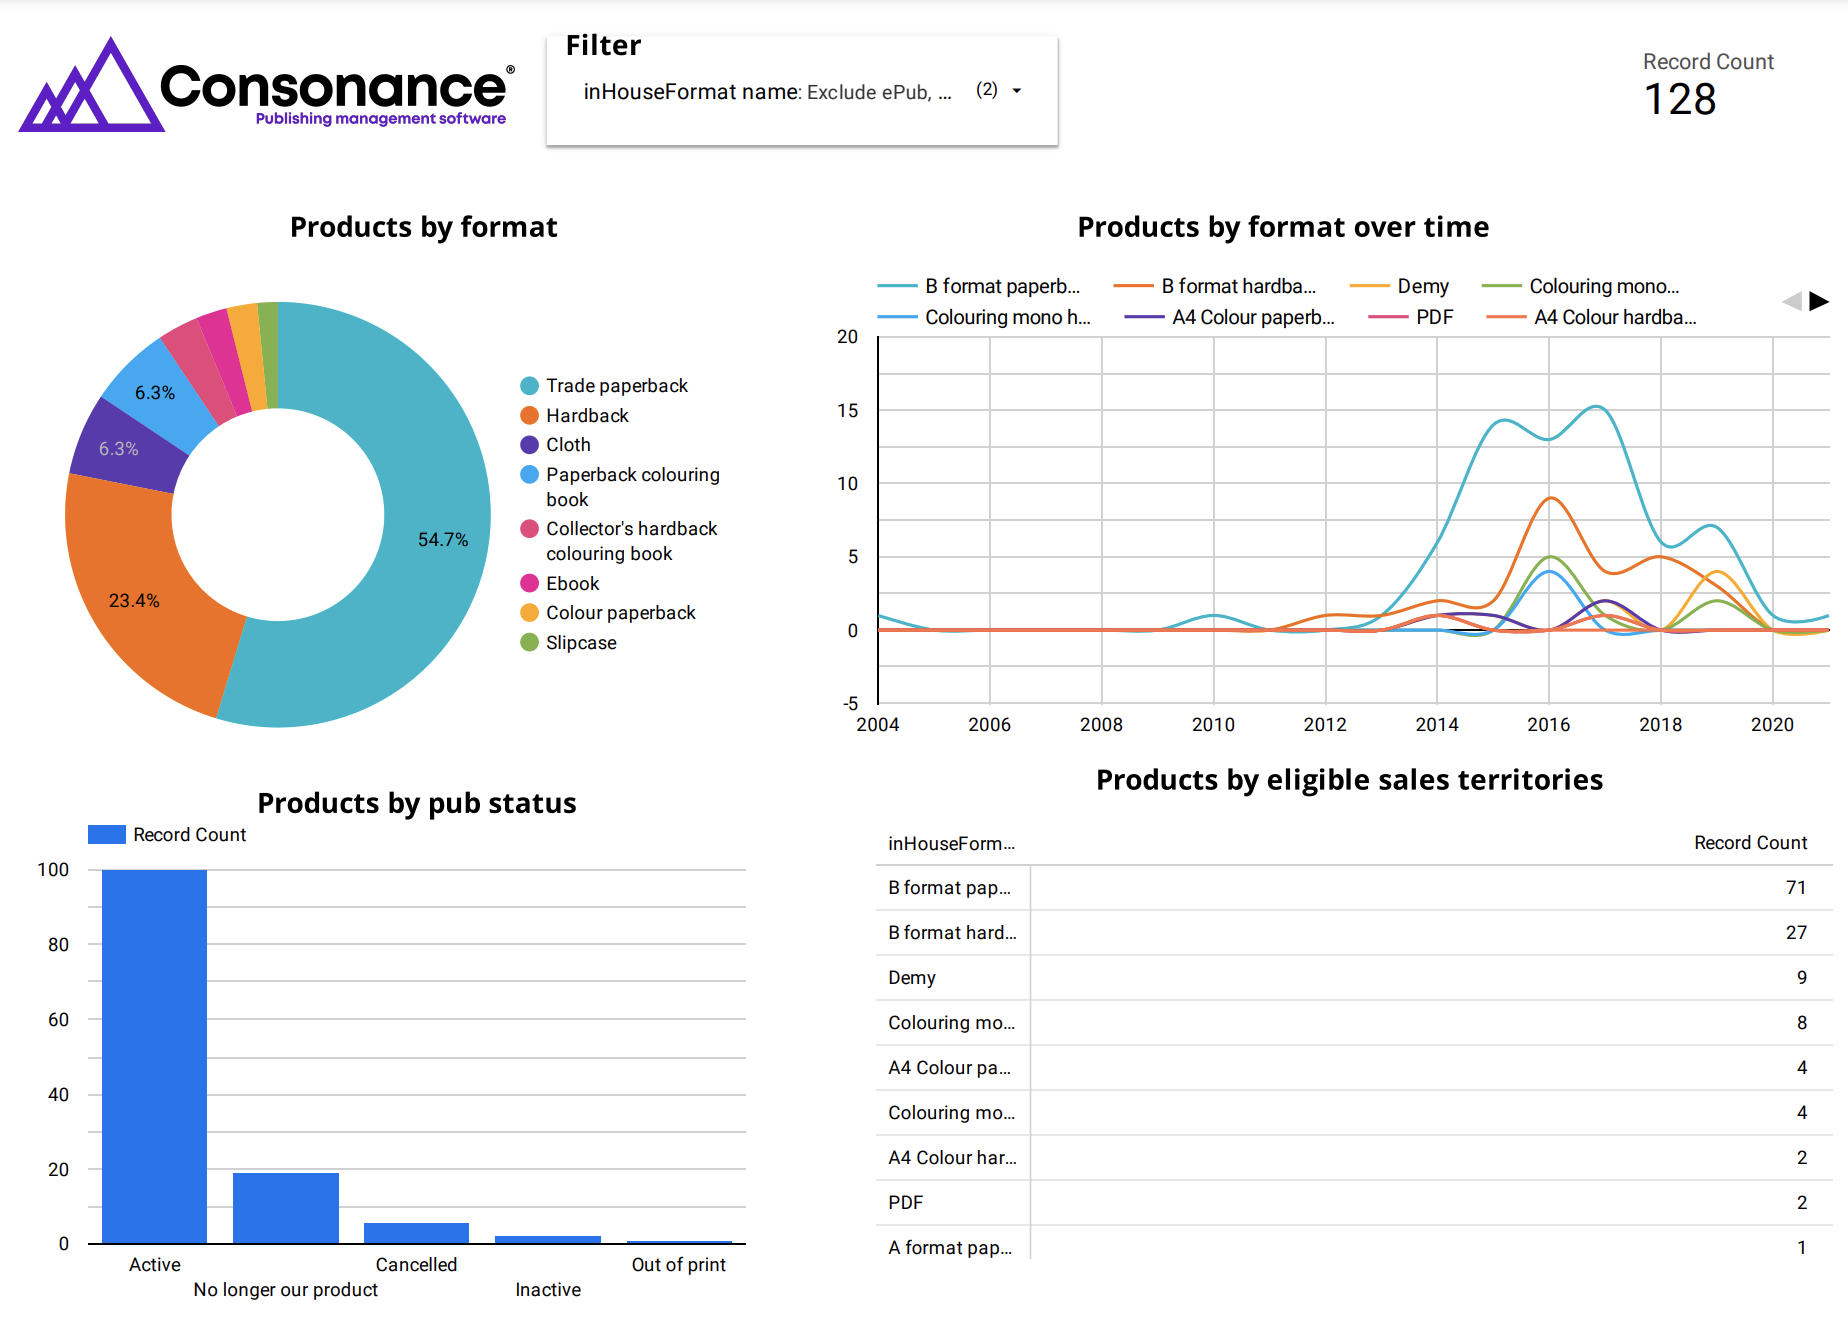 Consonance®
Publishing management software
Filter
inHouseFormat name: Exclude ePub, ... (2)
Record Count
128
Products by format
54.7%
23.4%
6.3%
6.3%
Trade paperback
Hardback
Cloth
Paperback colouring
book
Collector's hardback
colouring book
Ebook
Colour paperback
Slipcase
Products by format over time
B format paperb... B format hardba... Demy Colouring mono...
Colouring mono h... A4 Colour paperb... PDF A4 Colour hardba...
20
15
10
5
0
-5
2004 2006 2008 2010 2012 2014 2016 2018 2020
Products by pub status
Record Count
100
80
60
40
20
0
Active Cancelled Out of print
No longer our product Inactive
Products by eligible sales territories
inHouseForm... Record Count
B format pap... 71
B format hard... 27
Demy 9
Colouring mo... 8
A4 Colour pa... 4
Colouring mo... 4
A4 Colour har... 2
PDF 2
A format pap... 1